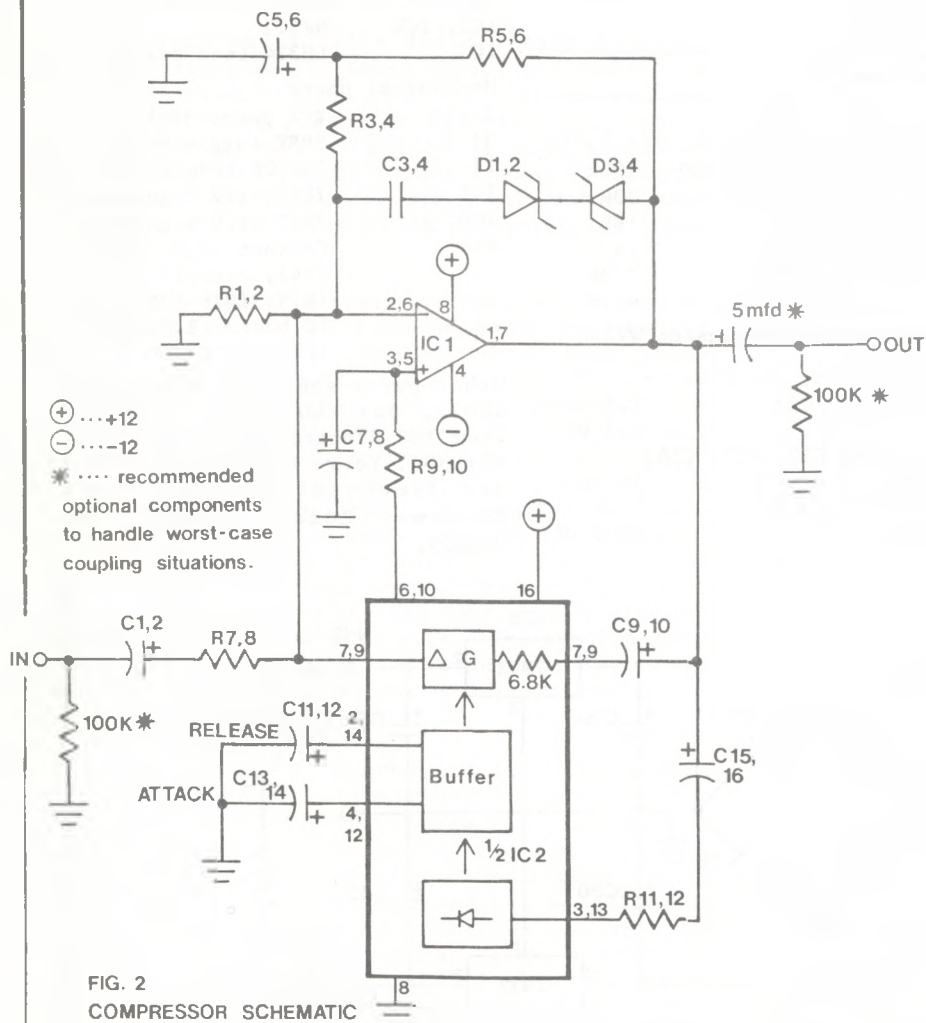 C5,6
+
R5,6
R3,4
C3,4
D1,2
D3,4
+
R1,2
2,6
8
-
IC 1
1,7
3,5
+
4
-
5mfd *
+
OUT
100K *
+ ...+12
- ...-12
* .... recommended
optional components
to handle worst-case
coupling situations.
+
C7,8
R9,10
+
6,10
16
C1,2
+
R7,8
IN
7,9
Δ G
6.8K
7,9
C9,10
+
100K *
RELEASE
C11,12
+
2,
14
Buffer
+
C15,
16
ATTACK
C13,
14
+
4,
12
½ IC 2
3,13
R11,12
8
FIG. 2
COMPRESSOR SCHEMATIC